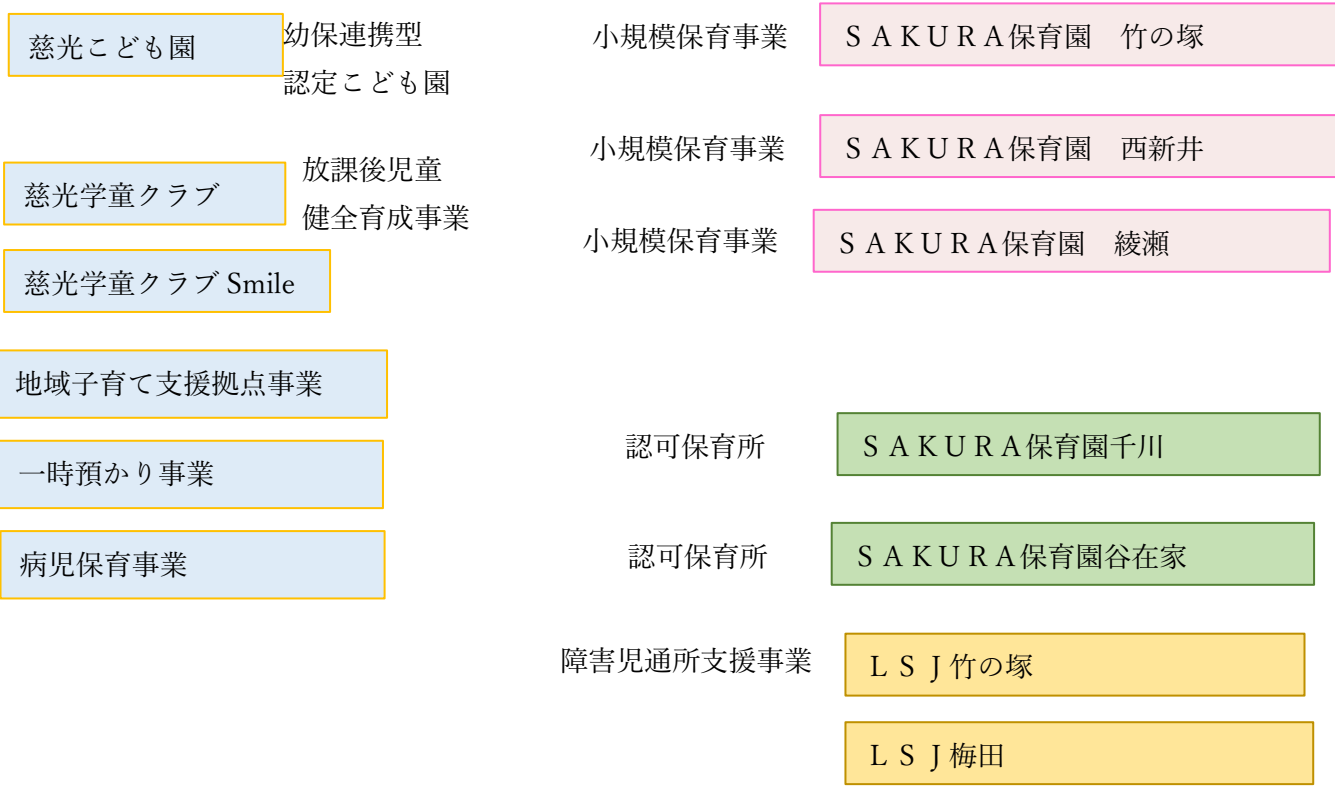 慈光こども園
幼保連携型
認定こども園
慈光学童クラブ
放課後児童
健全育成事業
慈光学童クラブ Smile
地域子育て支援拠点事業
一時預かり事業
病児保育事業
小規模保育事業
ＳＡＫＵＲＡ保育園　竹の塚
小規模保育事業
ＳＡＫＵＲＡ保育園　西新井
小規模保育事業
ＳＡＫＵＲＡ保育園　綾瀬
認可保育所
ＳＡＫＵＲＡ保育園千川
認可保育所
ＳＡＫＵＲＡ保育園谷在家
障害児通所支援事業
ＬＳＪ竹の塚
ＬＳＪ梅田